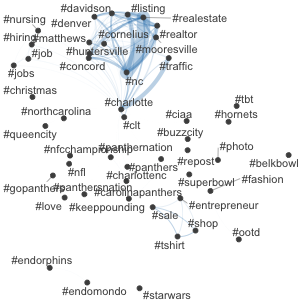 #davidson
#listing
#nursing
#denver
#realestate
#hiring
#matthews
#cornelius
#realtor
#job
#huntersville
#mooresville
#jobs
#concord
#traffic
#nc
#christmas
#charlotte
#tbt
#northcarolina
#clt
#ciaa
#hornets
#queencity
#buzzcity
#nfcchampionship
#panthernation
#repost
#photo
#belkbowl
#nfl
#panthers
#charlottenc
#superbowl
#fashion
#gopanthers
#panthersnation
#carolinapanthers
#love
#keeppounding
#entrepreneur
#sale
#shop
#tshirt
#ootd
#endorphins
#endomondo
#starwars